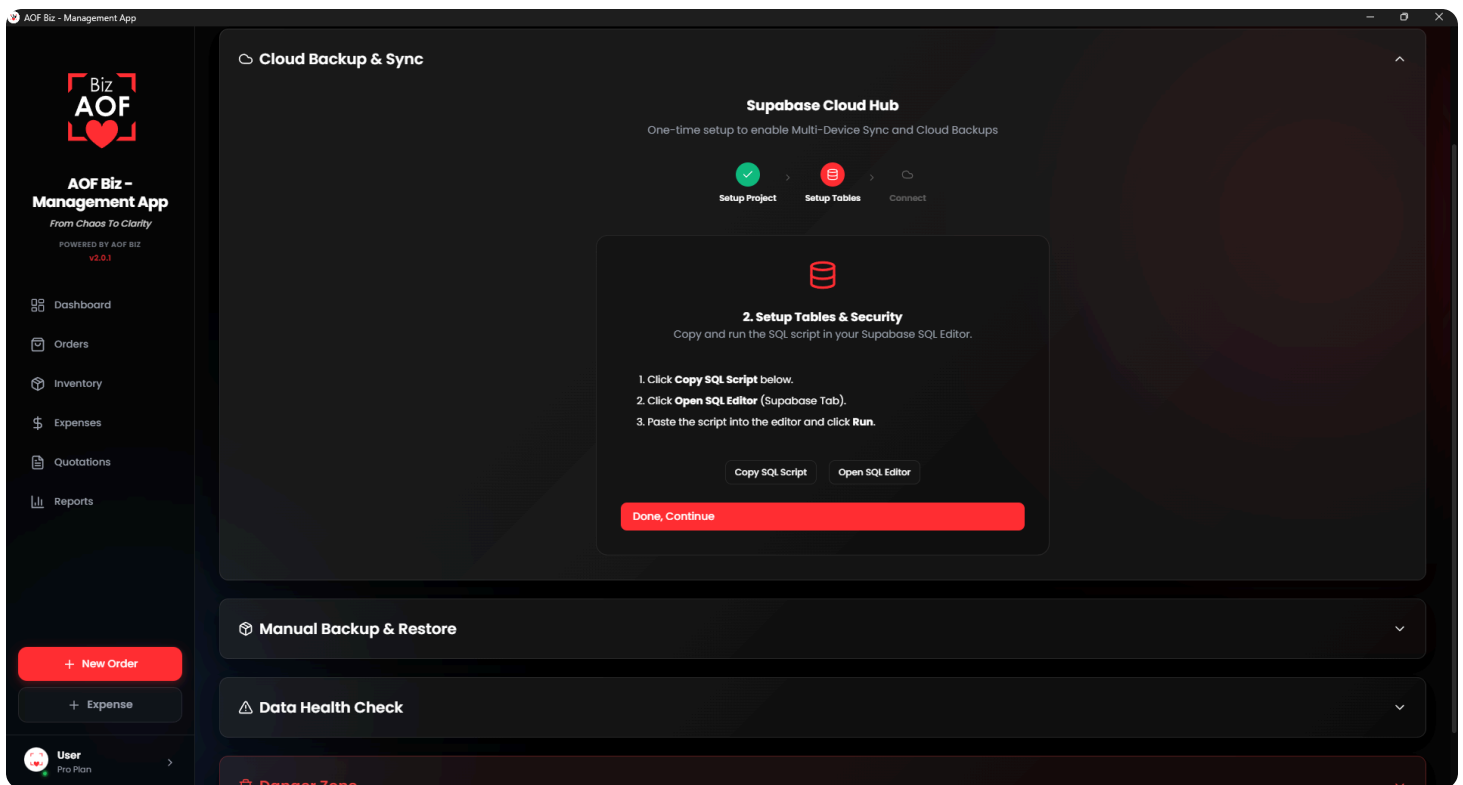 AOF Biz - Management App
Biz
AOF
AOF Biz -
Management App
From Chaos To Clarity
POWERED BY AOF BIZ
v2.0.1
Dashboard
Orders
Inventory
Expenses
Quotations
Reports
+ New Order
+ Expense
User
Pro Plan
Cloud Backup & Sync
Supabase Cloud Hub
One-time setup to enable Multi-Device Sync and Cloud Backups
Setup Project
Setup Tables
Connect
2. Setup Tables & Security
Copy and run the SQL script in your Supabase SQL Editor.
1. Click Copy SQL Script below.
2. Click Open SQL Editor (Supabase Tab).
3. Paste the script into the editor and click Run.
Copy SQL Script
Open SQL Editor
Done, Continue
Manual Backup & Restore
Data Health Check
Danger Zone